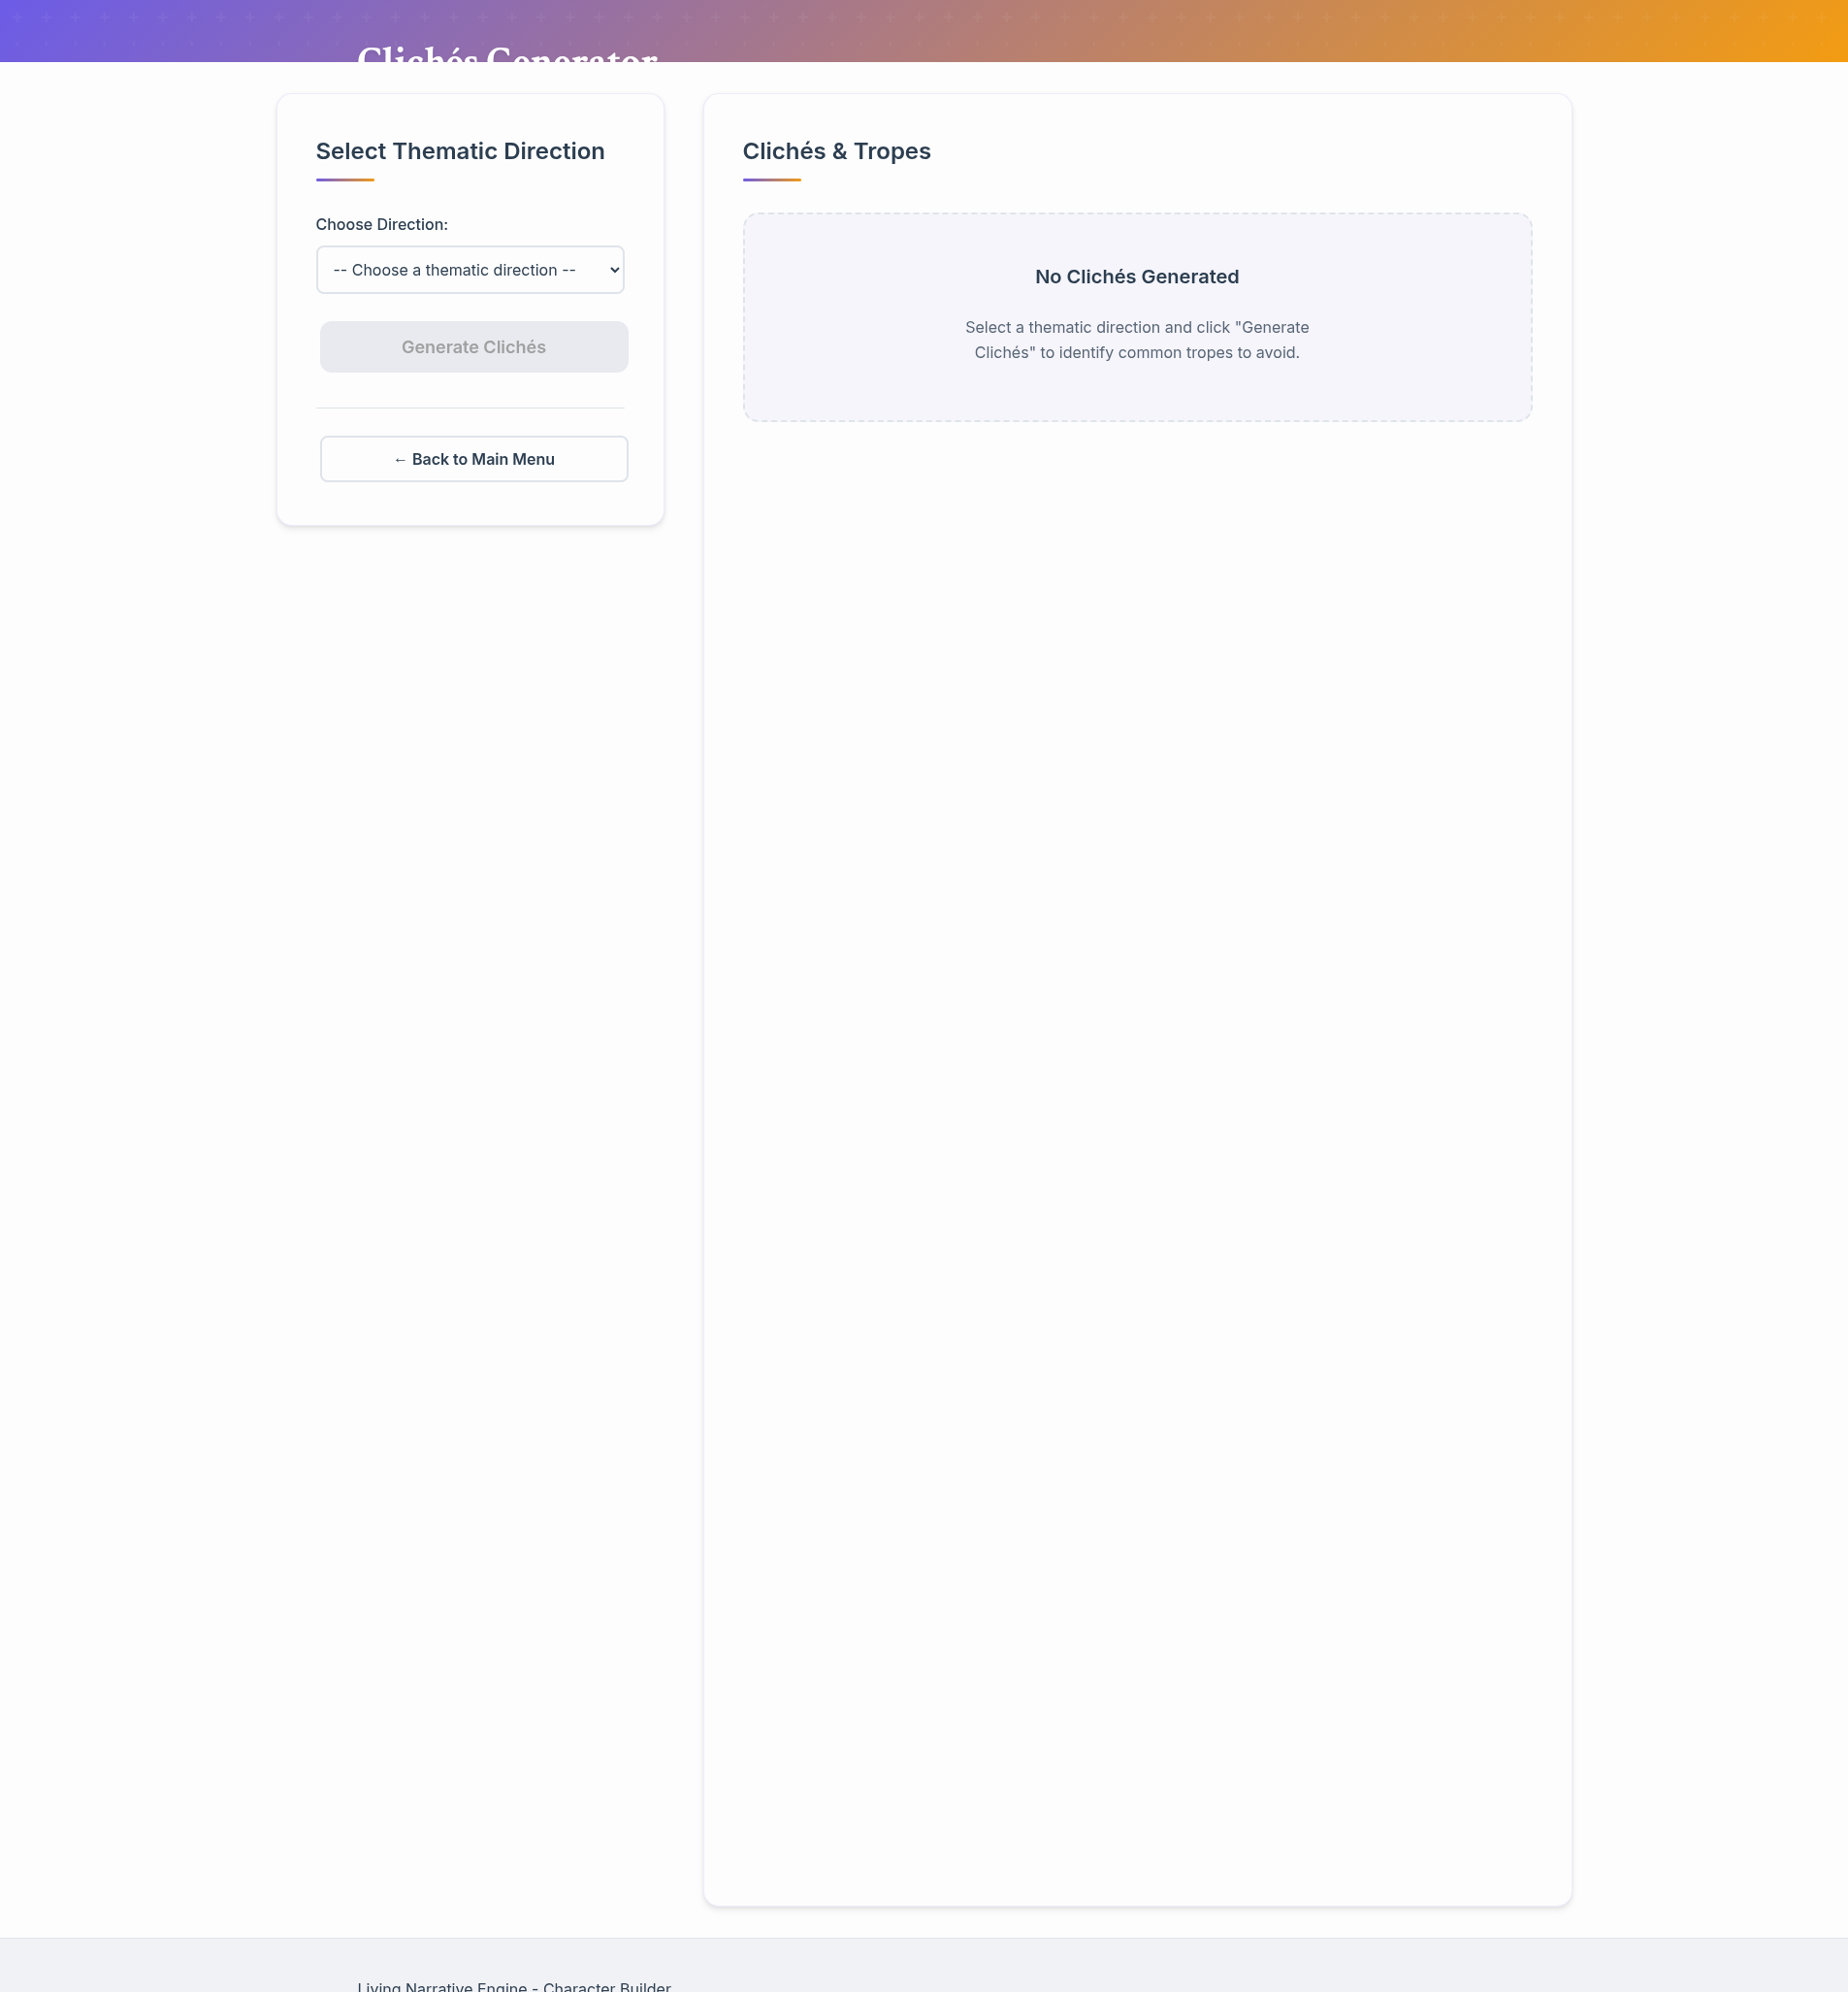 Clichés Generator
Select Thematic Direction
Choose Direction:
-- Choose a thematic direction --
Generate Clichés
← Back to Main Menu
Clichés & Tropes
No Clichés Generated
Select a thematic direction and click "Generate
Clichés" to identify common tropes to avoid.
Living Narrative Engine - Character Builder